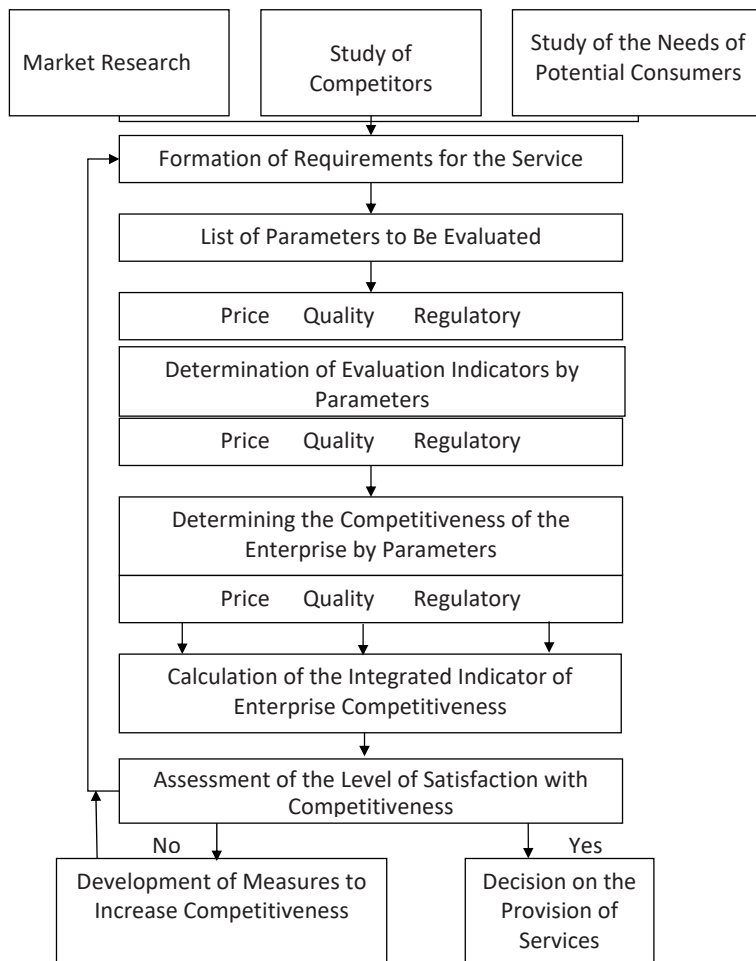 Market Research
Study of
Competitors
Study of the Needs of
Potential Consumers
Formation of Requirements for the Service
List of Parameters to Be Evaluated
Price Quality Regulatory
Determination of Evaluation Indicators by
Parameters
Price Quality Regulatory
Determining the Competitiveness of the
Enterprise by Parameters
Price Quality Regulatory
Calculation of the Integrated Indicator of
Enterprise Competitiveness
Assessment of the Level of Satisfaction with
Competitiveness
No
Yes
Development of Measures to
Increase Competitiveness
Decision on the
Provision of
Services